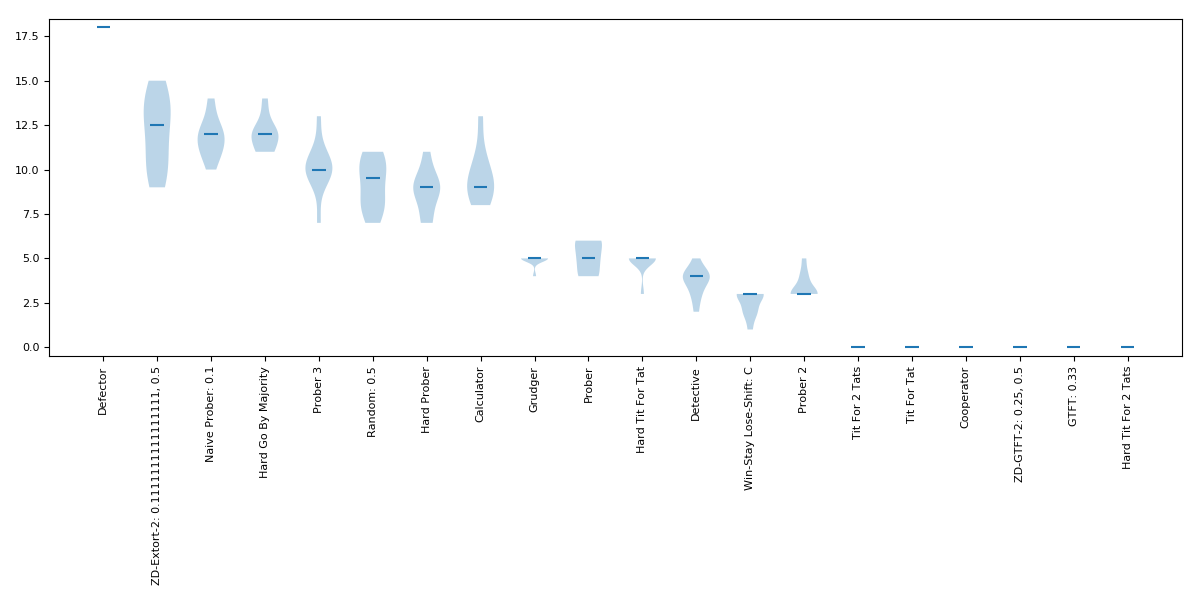 17.5
15.0
12.5
10.0
7.5
5.0
2.5
0.0
Defector
ZD-Extort-2: 0.1111111111111111, 0.5
Naive Prober: 0.1
Hard Go By Majority
Prober 3
Random: 0.5
Hard Prober
Calculator
Grudger
Prober
Hard Tit For Tat
Detective
Win-Stay Lose-Shift: C
Prober 2
Tit For 2 Tats
Tit For Tat
Cooperator
ZD-GTFT-2: 0.25, 0.5
GTFT: 0.33
Hard Tit For 2 Tats